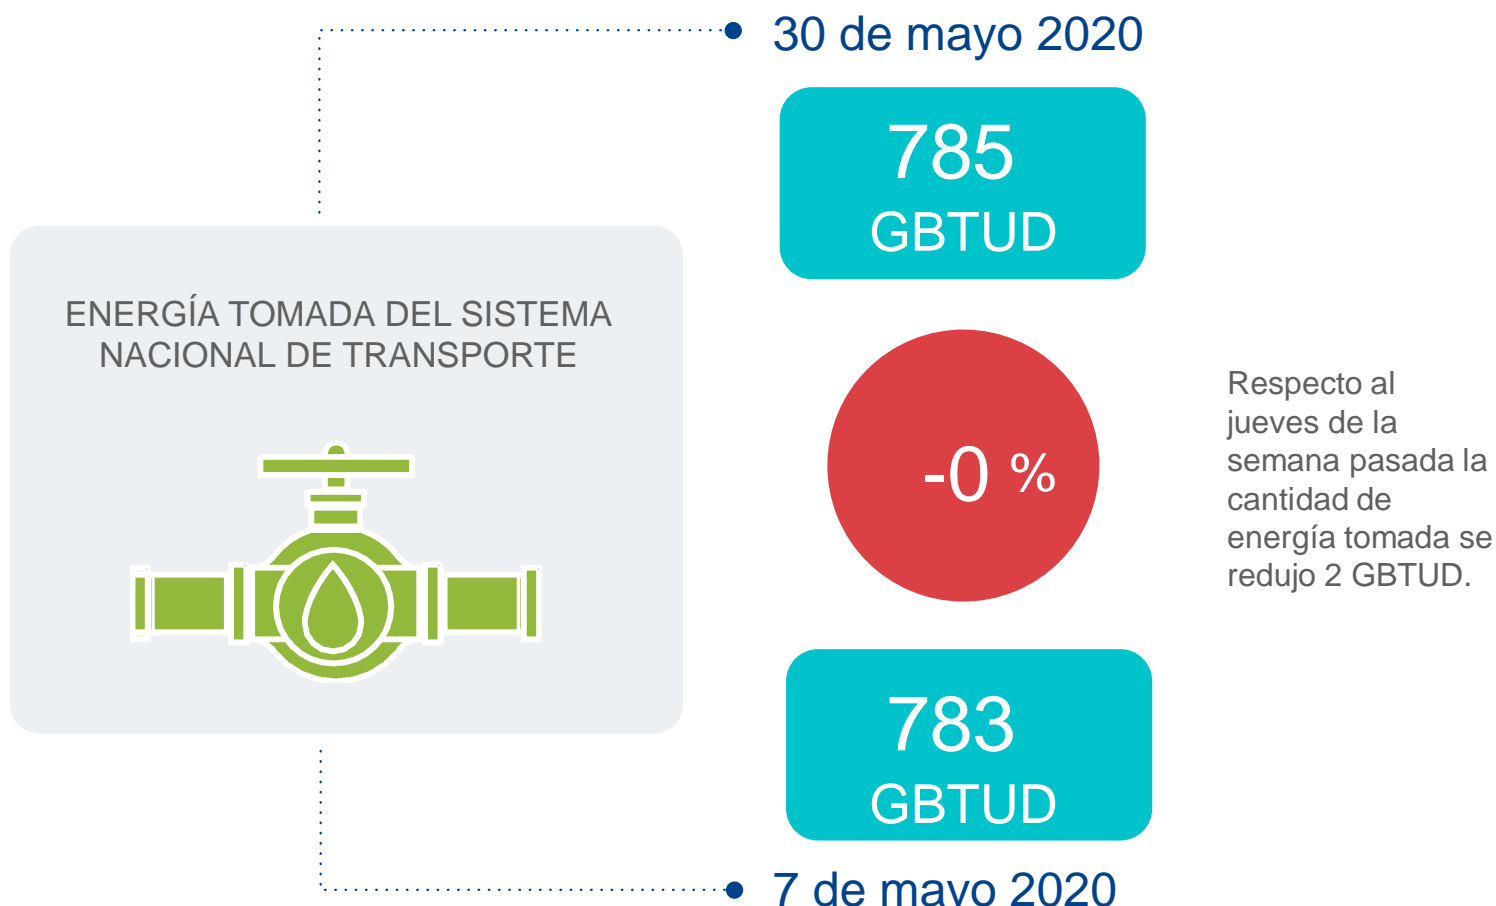 30 de mayo 2020
785
GBTUD
ENERGÍA TOMADA DEL SISTEMA
NACIONAL DE TRANSPORTE
-0 %
Respecto al
jueves de la
semana pasada la
cantidad de
energía tomada se
redujo 2 GBTUD.
783
GBTUD
7 de mayo 2020